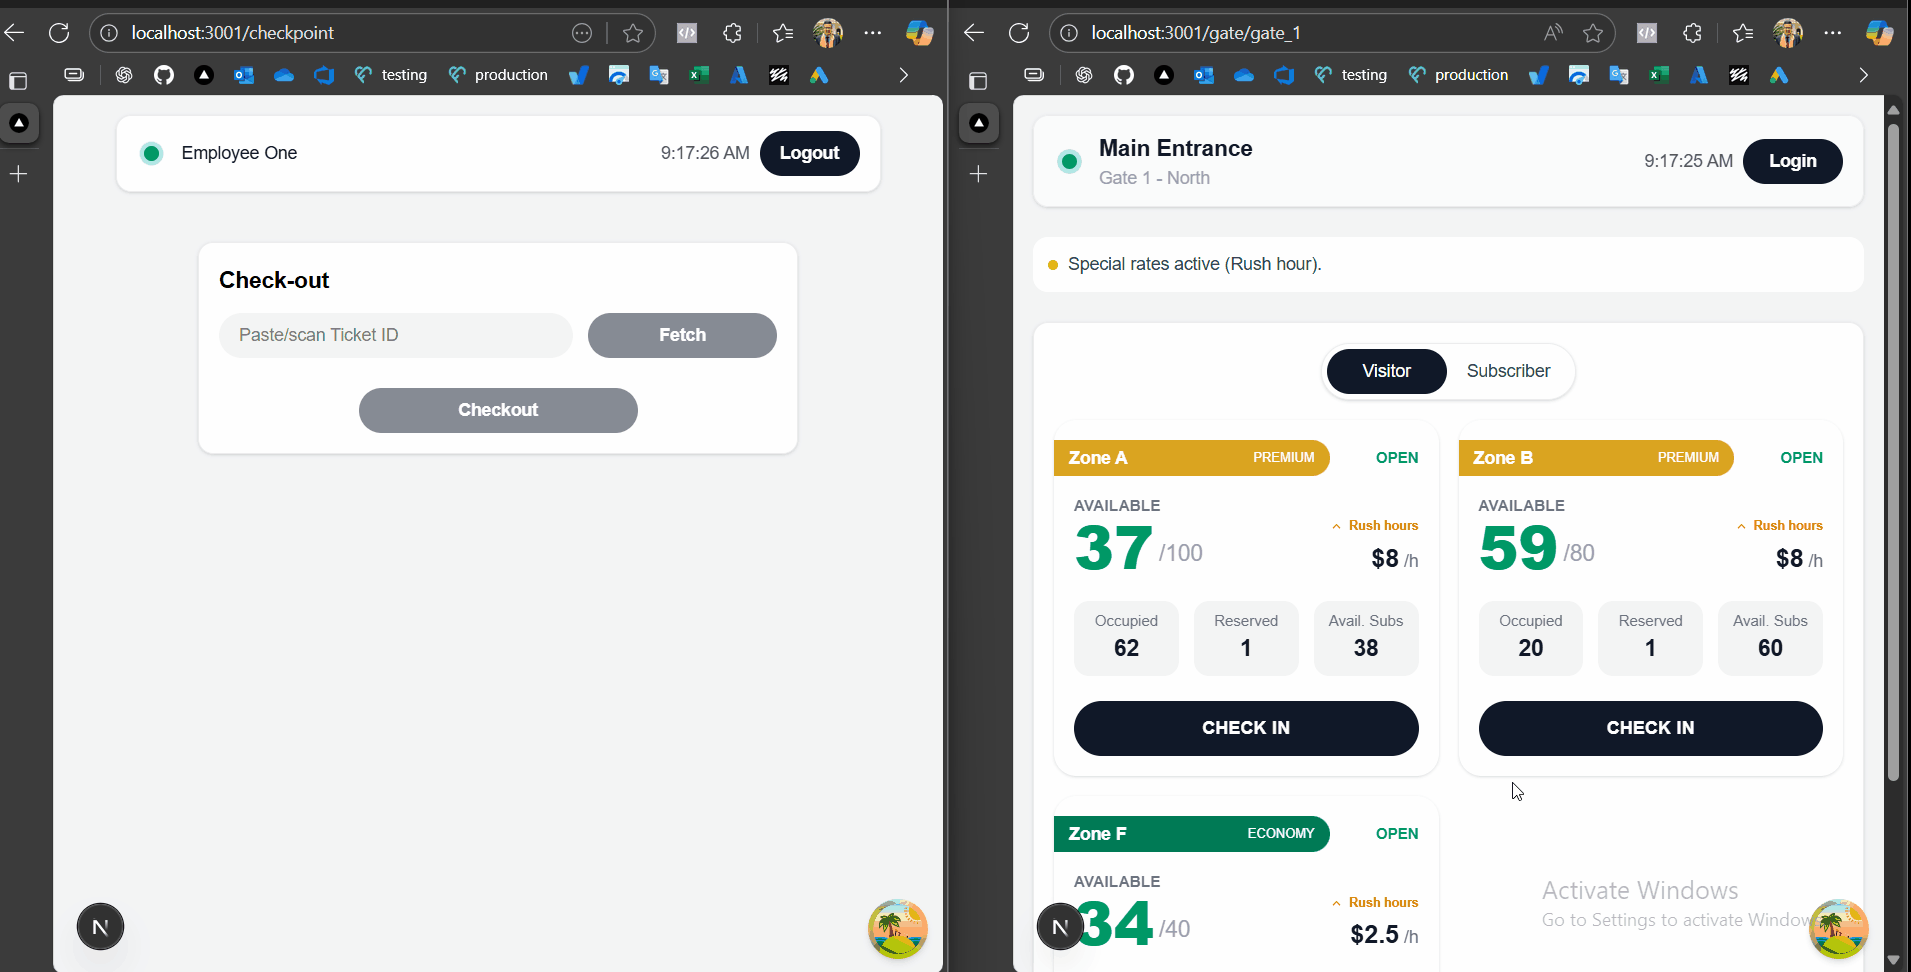 localhost:3001/checkpoint
testing
production
Employee One
9:17:26 AM
Logout
Check-out
Paste/scan Ticket ID
Fetch
Checkout
N
localhost:3001/gate/gate_1
testing
production
Main Entrance
Gate 1 - North
9:17:25 AM
Login
Special rates active (Rush hour).
Visitor
Subscriber
Zone A
PREMIUM
OPEN
AVAILABLE
37 /100
Rush hours
$8 /h
Occupied
62
Reserved
1
Avail. Subs
38
CHECK IN
Zone B
PREMIUM
OPEN
AVAILABLE
59 /80
Rush hours
$8 /h
Occupied
20
Reserved
1
Avail. Subs
60
CHECK IN
Zone F
ECONOMY
OPEN
AVAILABLE
34 /40
Rush hours
$2.5 /h
N
Activate Windows
Go to Settings to activate Window